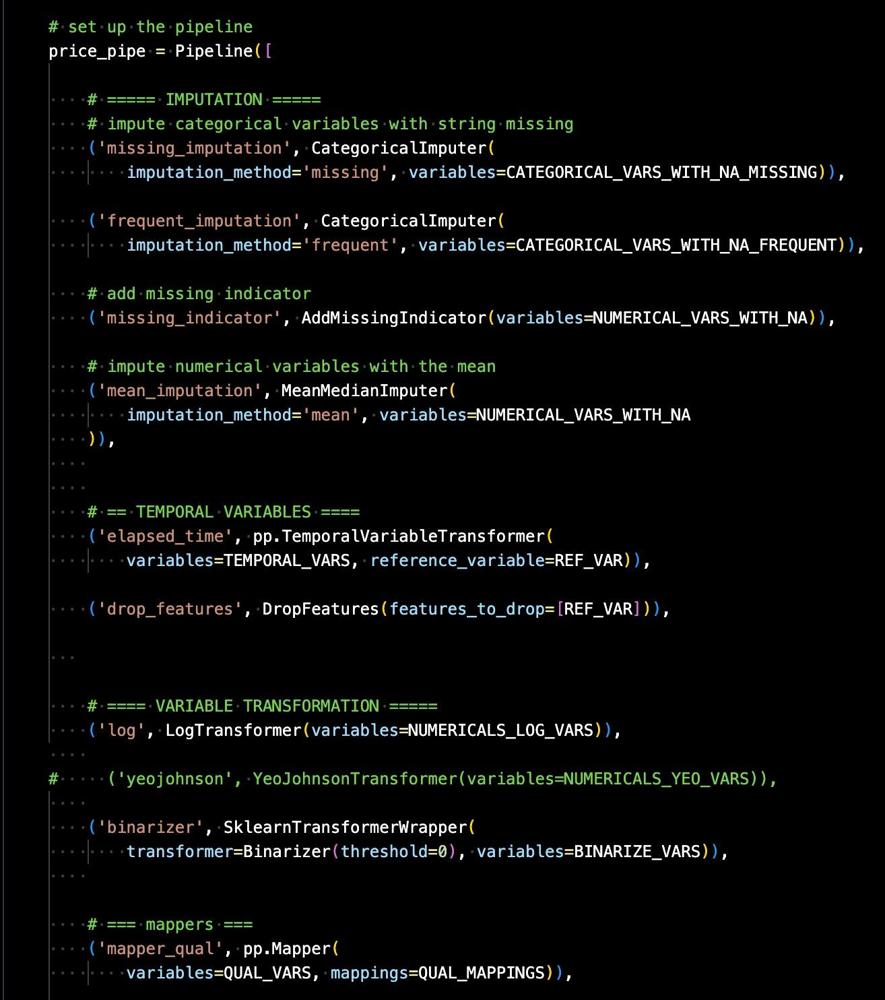 # set up the pipeline
price_pipe = Pipeline([
# ===== IMPUTATION =====
# impute categorical variables with string missing
('missing_imputation', CategoricalImputer(
imputation_method='missing', variables=CATEGORICAL_VARS_WITH_NA_MISSING)),
('frequent_imputation', CategoricalImputer(
imputation_method='frequent', variables=CATEGORICAL_VARS_WITH_NA_FREQUENT)),
# add missing indicator
('missing_indicator', AddMissingIndicator(variables=NUMERICAL_VARS_WITH_NA)),
# impute numerical variables with the mean
('mean_imputation', MeanMedianImputer(
imputation_method='mean', variables=NUMERICAL_VARS_WITH_NA
)),
# == TEMPORAL VARIABLES ====
('elapsed_time', pp.TemporalVariableTransformer(
variables=TEMPORAL_VARS, reference_variable=REF_VAR)),
('drop_features', DropFeatures(features_to_drop=[REF_VAR])),
# ==== VARIABLE TRANSFORMATION =====
('log', LogTransformer(variables=NUMERICALS_LOG_VARS)),
# ('yeojohnson', YeoJohnsonTransformer(variables=NUMERICALS_YEO_VARS)),
('binarizer', SklearnTransformerWrapper(
transformer=Binarizer(threshold=0), variables=BINARIZE_VARS)),
# === mappers ===
('mapper_qual', pp.Mapper(
variables=QUAL_VARS, mappings=QUAL_MAPPINGS)),